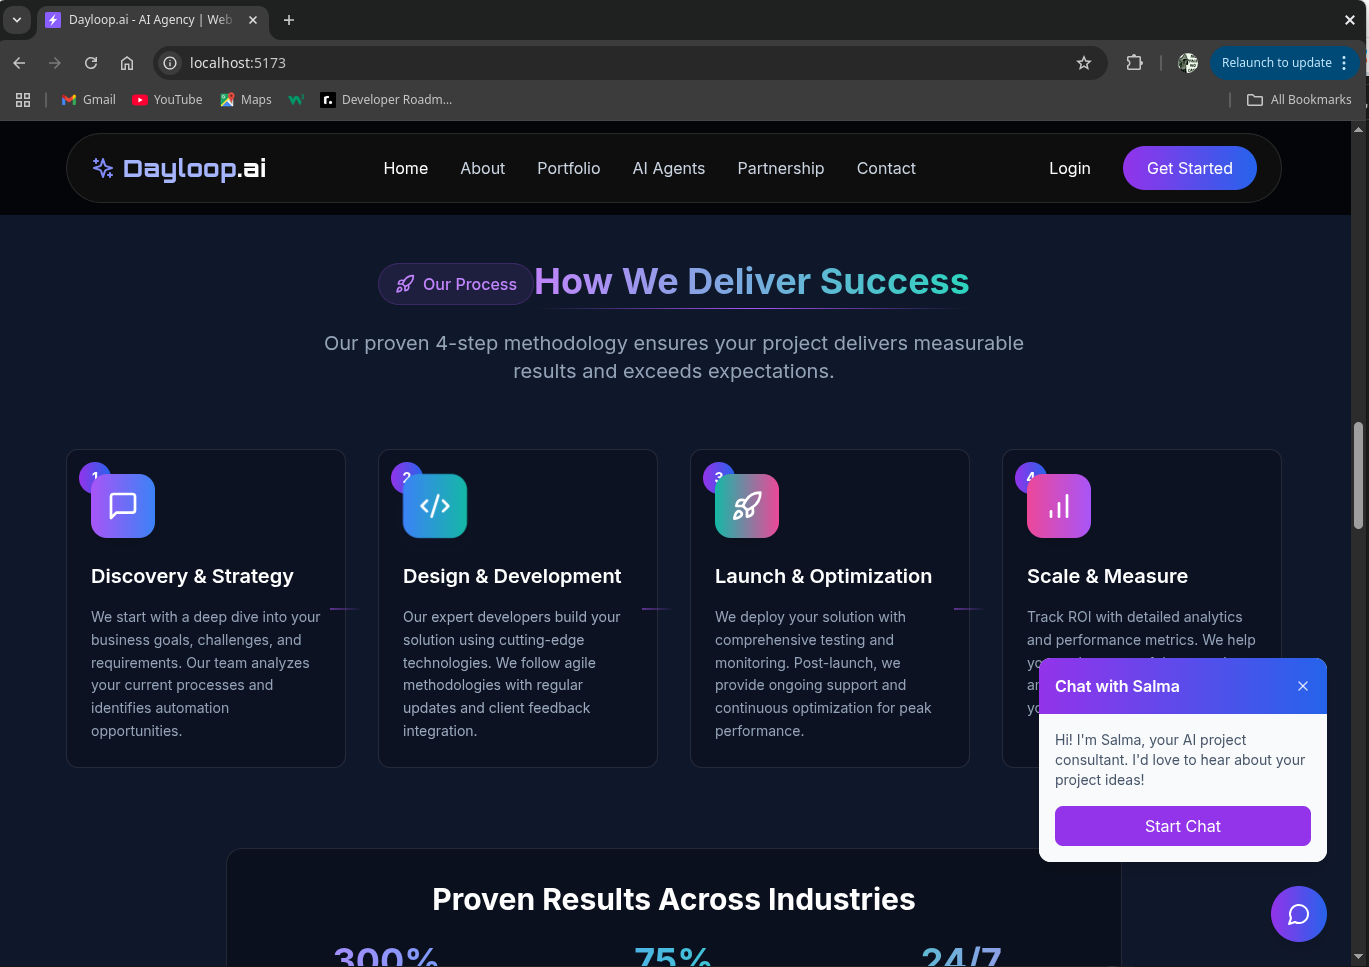 Dayloop.ai - AI Agency | Web
localhost:5173
Relaunch to update
Gmail
YouTube
Maps
Developer Roadm...
All Bookmarks
Dayloop.ai
Home
About
Portfolio
AI Agents
Partnership
Contact
Login
Get Started
Our Process
How We Deliver Success
Our proven 4-step methodology ensures your project delivers measurable
results and exceeds expectations.
1
Discovery & Strategy
We start with a deep dive into your
business goals, challenges, and
requirements. Our team analyzes
your current processes and
identifies automation
opportunities.
2
Design & Development
Our expert developers build your
solution using cutting-edge
technologies. We follow agile
methodologies with regular
updates and client feedback
integration.
3
Launch & Optimization
We deploy your solution with
comprehensive testing and
monitoring. Post-launch, we
provide ongoing support and
continuous optimization for peak
performance.
4
Scale & Measure
Track ROI with detailed analytics
and performance metrics. We help
Chat with Salma
Hi! I'm Salma, your AI project
consultant. I'd love to hear about your
project ideas!
Start Chat
Proven Results Across Industries
300%
75%
24/7